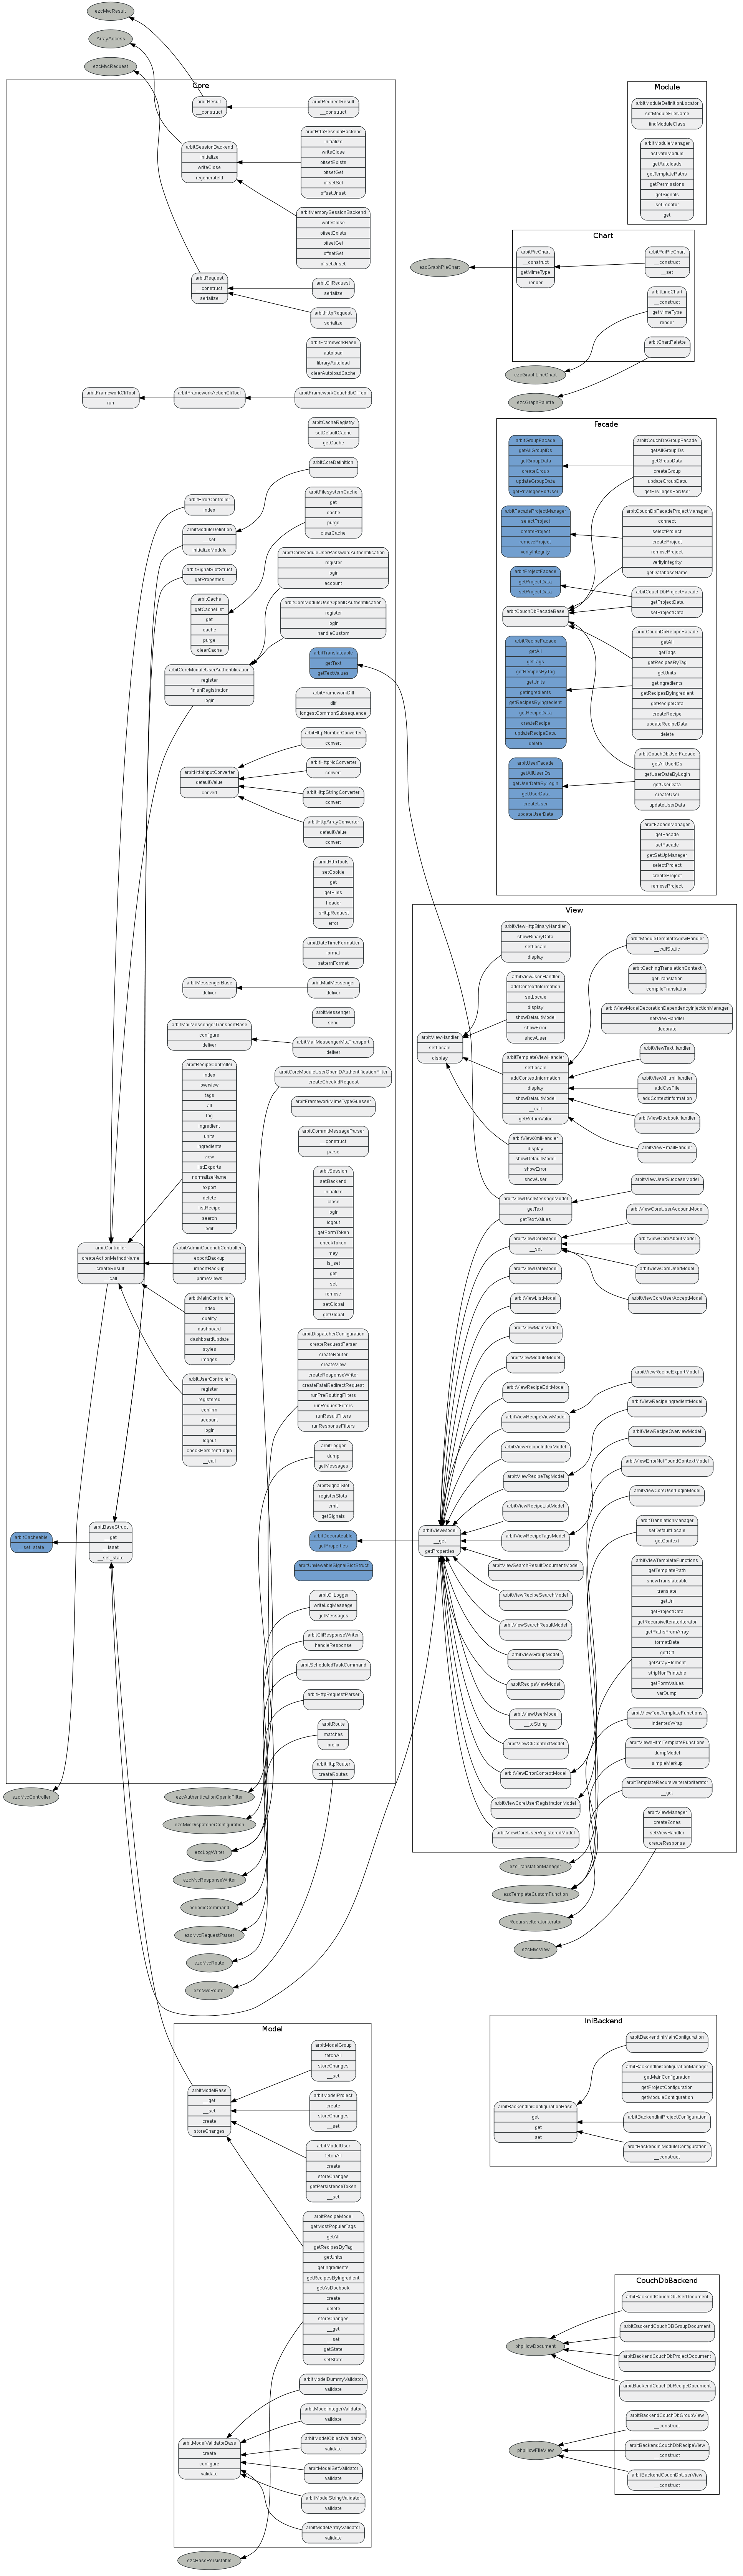 ezcMvcResult
ArrayAccess
ezcMvcRequest
Core
arbitResult
__construct
arbitRedirectResult
__construct
arbitSessionBackend
initialize
writeClose
regenerateId
arbitHttpSessionBackend
initialize
writeClose
offsetExists
offsetGet
offsetSet
offsetUnset
arbitMemorySessionBackend
writeClose
offsetExists
offsetGet
offsetSet
offsetUnset
arbitRequest
__construct
serialize
arbitCliRequest
serialize
arbitHttpRequest
serialize
arbitFrameworkBase
autoload
libraryAutoload
clearAutoloadCache
arbitFrameworkCliTool
run
arbitFrameworkActionCliTool
arbitFrameworkCouchdbCliTool
arbitCacheRegistry
setDefaultCache
getCache
arbitCoreDefinition
arbitErrorController
index
arbitFilesystemCache
get
cache
purge
clearCache
arbitModuleDefintion
__set
initializeModule
arbitSignalSlotStruct
getProperties
arbitCoreModuleUserPasswordAuthentification
register
login
account
arbitCache
getCacheList
get
cache
purge
clearCache
arbitCoreModuleUserOpenIDAuthentification
register
login
handleCustom
arbitCoreModuleUserAuthentification
register
finishRegistration
login
arbitTranslateable
getText
getTextValues
arbitFrameworkDiff
diff
longestCommonSubsequence
arbitHttpNumberConverter
convert
arbitHttpInputConverter
defaultValue
convert
arbitHttpNoConverter
convert
arbitHttpStringConverter
convert
arbitHttpArrayConverter
defaultValue
convert
arbitHttpTools
setCookie
get
getFiles
header
isHttpRequest
error
arbitDateTimeFormatter
format
patternFormat
arbitMessengerBase
deliver
arbitMailMessenger
deliver
arbitMessenger
send
arbitMailMessengerTransportBase
configure
deliver
arbitMailMessengerMtaTransport
deliver
arbitCoreModuleUserOpenIDAuthentificationFilter
createCheckidRequest
arbitRecipeController
index
overview
tags
all
tag
ingredient
units
ingredients
view
listExports
normalizeName
export
delete
listRecipe
search
edit
arbitFrameworkMimeTypeGuesser
arbitCommitMessageParser
__construct
parse
arbitSession
setBackend
initialize
close
login
logout
getFormToken
checkToken
may
is_set
get
set
remove
setGlobal
getGlobal
arbitController
createActionMethodName
createResult
__call
arbitAdminCouchdbController
exportBackup
importBackup
primeViews
arbitMainController
index
quality
dashboard
dashboardUpdate
styles
images
arbitDispatcherConfiguration
createRequestParser
createRouter
createView
createResponseWriter
createFatalRedirectRequest
runPreRoutingFilters
runRequestFilters
runResultFilters
runResponseFilters
arbitUserController
register
registered
confirm
account
login
logout
checkPersitentLogin
__call
arbitLogger
dump
getMessages
arbitSignalSlot
registerSlots
emit
getSignals
arbitCacheable
__set_state
arbitBaseStruct
__get
__isset
__set_state
arbitDecorateable
getProperties
arbitUnviewableSignalSlotStruct
arbitCliLogger
writeLogMessage
getMessages
arbitCliResponseWriter
handleResponse
arbitScheduledTaskCommand
arbitHttpRequestParser
arbitRoute
matches
prefix
arbitHttpRouter
createRoutes
ezcMvcController
ezcAuthenticationOpenidFilter
ezcMvcDispatcherConfiguration
ezcLogWriter
ezcMvcResponseWriter
periodicCommand
ezcMvcRequestParser
ezcMvcRoute
ezcMvcRouter
Model
arbitModelGroup
fetchAll
storeChanges
__set
arbitModelBase
__get
__set
create
storeChanges
arbitModelProject
create
storeChanges
__set
arbitModelUser
fetchAll
create
storeChanges
getPersistanceToken
__set
arbitRecipeModel
getMostPopularTags
getAll
getRecipesByTag
getUnits
getIngredients
getRecipesByIngredient
getAsDocbook
create
delete
storeChanges
__get
__set
getState
setState
arbitModelDummyValidator
validate
arbitModelIntegerValidator
validate
arbitModelValidatorBase
create
configure
validate
arbitModelObjectValidator
validate
arbitModelSetValidator
validate
arbitModelStringValidator
validate
arbitModelArrayValidator
validate
ezcBasePersistable
Module
arbitModuleDefinitionLocator
setModuleFileName
findModuleClass
arbitModuleManager
activateModule
getAutoloads
getTemplatePaths
getPermissions
getSignals
setLocator
get
Chart
arbitPieChart
__construct
getMimeType
render
arbitPlpPieChart
__construct
__set
ezcGraphPieChart
arbitLineChart
__construct
getMimeType
render
arbitChartPalette
ezcGraphLineChart
ezcGraphPalette
Facade
arbitGroupFacade
getAllGroupIDs
getGroupData
createGroup
updateGroupData
getPrivilegesForUser
arbitCouchDbGroupFacade
getAllGroupIDs
getGroupData
createGroup
updateGroupData
getPrivilegesForUser
arbitFacadeProjectManager
selectProject
createProject
removeProject
verifyIntegrity
arbitCouchDbFacadeProjectManager
connect
selectProject
createProject
removeProject
verifyIntegrity
getDatabaseName
arbitProjectFacade
getProjectData
setProjectData
arbitCouchDbProjectFacade
getProjectData
setProjectData
arbitCouchDbFacadeBase
arbitRecipeFacade
getAll
getTags
getRecipesByTag
getUnits
getIngredients
getRecipesByIngredient
getRecipeData
createRecipe
updateRecipeData
delete
arbitCouchDbRecipeFacade
getAll
getTags
getRecipesByTag
getUnits
getIngredients
getRecipesByIngredient
getRecipeData
createRecipe
updateRecipeData
delete
arbitUserFacade
getAllUserIDs
getUserDataByLogin
getUserData
createUser
updateUserData
arbitCouchDbUserFacade
getAllUserIDs
getUserDataByLogin
getUserData
createUser
updateUserData
arbitFacadeManager
getFacade
setFacade
getSetUpManager
selectProject
createProject
removeProject
View
arbitViewHttpBinaryHandler
showBinaryData
setLocale
display
arbitModuleTemplateViewHandler
__callStatic
arbitCachingTranslationContext
getTranslation
compileTranslation
arbitViewJsonHandler
addContextInformation
setLocale
display
showDefaultModel
showError
showUser
arbitViewModelDecorationDependencyInjectionManager
setViewHandler
decorate
arbitViewHandler
setLocale
display
arbitTemplateViewHandler
setLocale
addContextInformation
display
showDefaultModel
__call
getReturnValue
arbitViewTextHandler
arbitViewXHtmlHandler
addCssFile
addContextInformation
arbitViewDocbookHandler
arbitViewEmailHandler
arbitViewXmlHandler
display
showDefaultModel
showError
showUser
arbitViewUserMessageModel
getText
getTextValues
arbitViewUserSuccessModel
arbitViewCoreUserAccountModel
arbitViewCoreModel
__set
arbitViewCoreAboutModel
arbitViewDataModel
arbitViewCoreUserModel
arbitViewListModel
arbitViewCoreUserAcceptModel
arbitViewMainModel
arbitViewModuleModel
arbitViewRecipeEditModel
arbitViewRecipeExportModel
arbitViewRecipeViewModel
arbitViewRecipeIngredientModel
arbitViewRecipeIndexModel
arbitViewRecipeOverviewModel
arbitViewRecipeTagModel
arbitViewErrorNotFoundContextModel
arbitViewRecipeListModel
arbitViewCoreUserLoginModel
arbitViewModel
__get
getProperties
arbitViewRecipeTagsModel
arbitTranslationManager
setDefaultLocale
getContext
arbitViewSearchResultDocumentModel
arbitViewRecipeSearchModel
arbitViewSearchResultModel
arbitViewGroupModel
arbitRecipeViewModel
arbitViewUserModel
__toString
arbitViewCliContextModel
arbitViewErrorContextModel
arbitViewCoreUserRegistrationModel
arbitViewCoreUserRegisteredModel
arbitViewTemplateFunctions
getTemplatePath
showTranslateable
translate
getUrl
getProjectData
getRecursiveIteratorIterator
getPathsFromArray
formatDate
getDiff
getArrayElement
stripNonPrintable
getFormValues
varDump
arbitViewTextTemplateFunctions
indentedWrap
arbitViewXHtmlTemplateFunctions
dumpModel
simpleMarkup
arbitTemplateRecursiveIteratorIterator
__get
arbitViewManager
createZones
setViewHandler
createResponse
ezcTranslationManager
ezcTemplateCustomFunction
RecursiveIteratorIterator
ezcMvcView
IniBackend
arbitBackendIniMainConfiguration
arbitBackendIniConfigurationManager
getMainConfiguration
getProjectConfiguration
getModuleConfiguration
arbitBackendIniConfigurationBase
get
__get
__set
arbitBackendIniProjectConfiguration
arbitBackendIniModuleConfiguration
__construct
CouchDbBackend
arbitBackendCouchDbUserDocument
arbitBackendCouchDBGroupDocument
phpillowDocument
arbitBackendCouchDbProjectDocument
arbitBackendCouchDbRecipeDocument
arbitBackendCouchDbGroupView
__construct
phpillowFileView
arbitBackendCouchDbRecipeView
__construct
arbitBackendCouchDbUserView
__construct